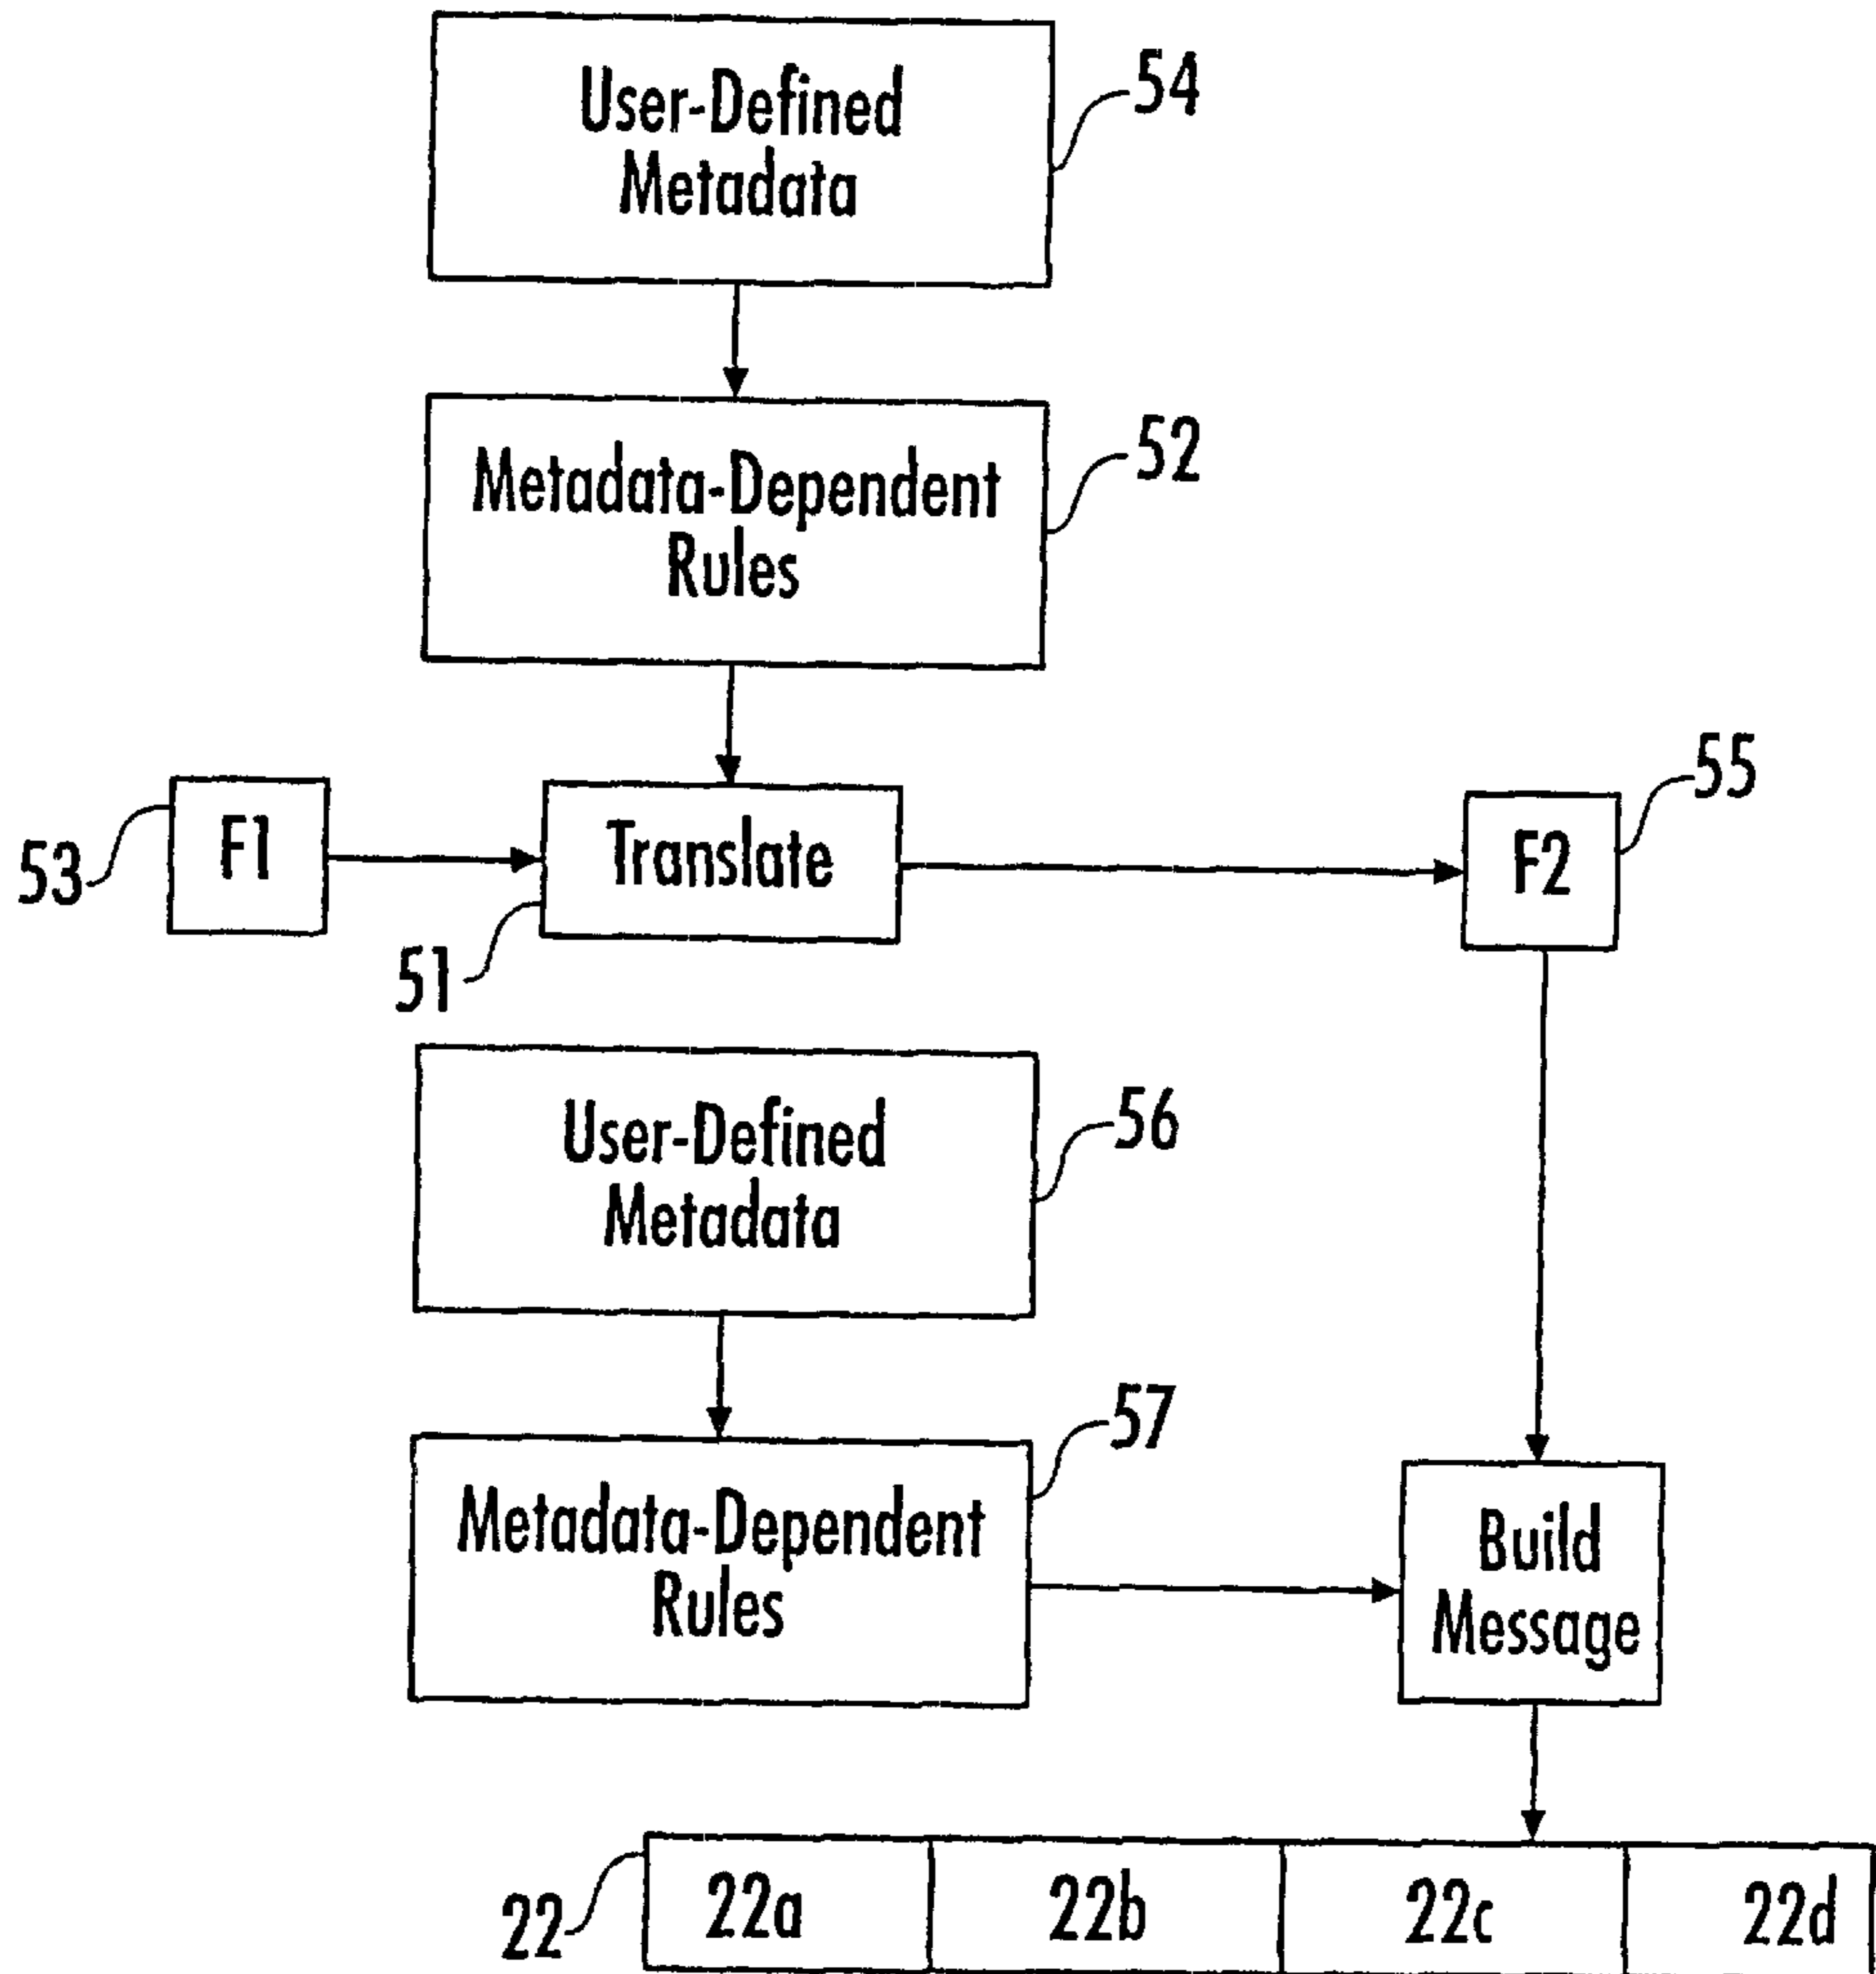 User-Defined
Metadata
54
Metadata-Dependent
Rules
52
53
F1
Translate
51
F2
55
User-Defined
Metadata
56
Metadata-Dependent
Rules
57
Build
Message
22
22a
22b
22c
22d